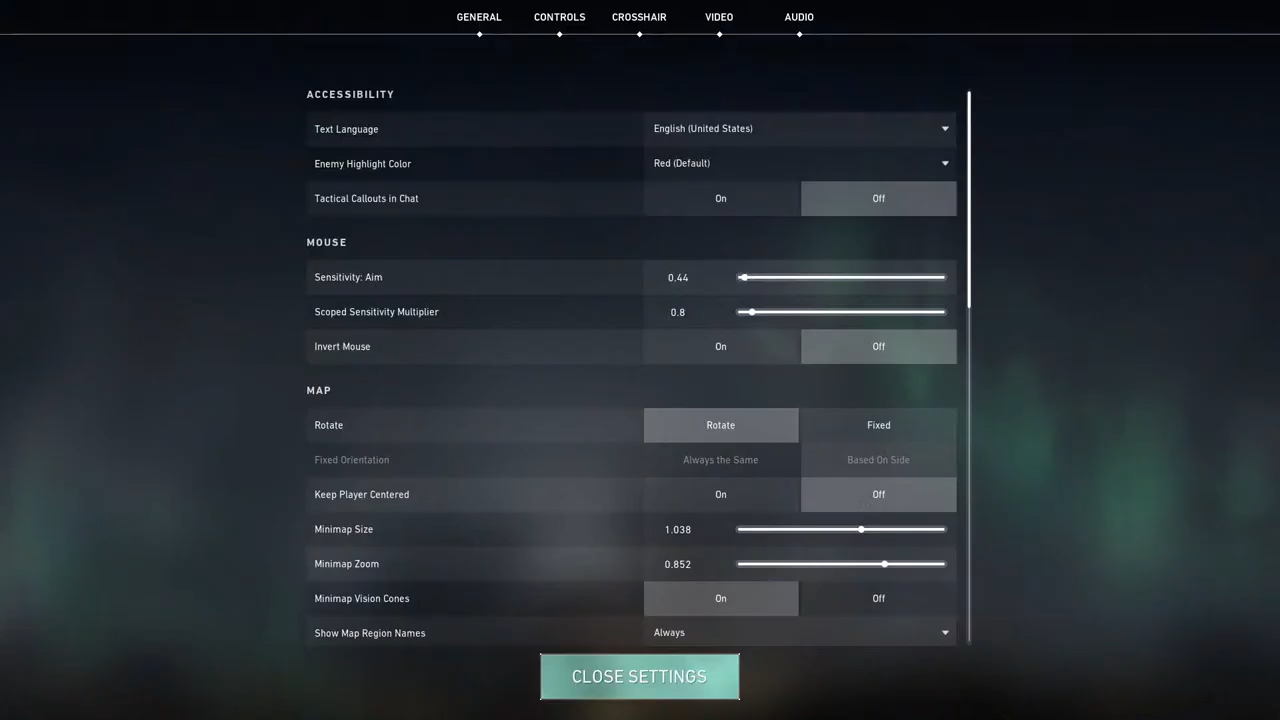 GENERAL CONTROLS CROSSHAIR VIDEO AUDIO
ACCESSIBILITY
Text Language English (United States)
Enemy Highlight Color Red (Default)
Tactical Callouts in Chat On Off
MOUSE
Sensitivity: Aim 0.44
Scoped Sensitivity Multiplier 0.8
Invert Mouse On Off
MAP
Rotate Rotate Fixed
Fixed Orientation Always the Same Based On Side
Keep Player Centered On Off
Minimap Size 1.038
Minimap Zoom 0.852
Minimap Vision Cones On Off
Show Map Region Names Always
CLOSE SETTINGS